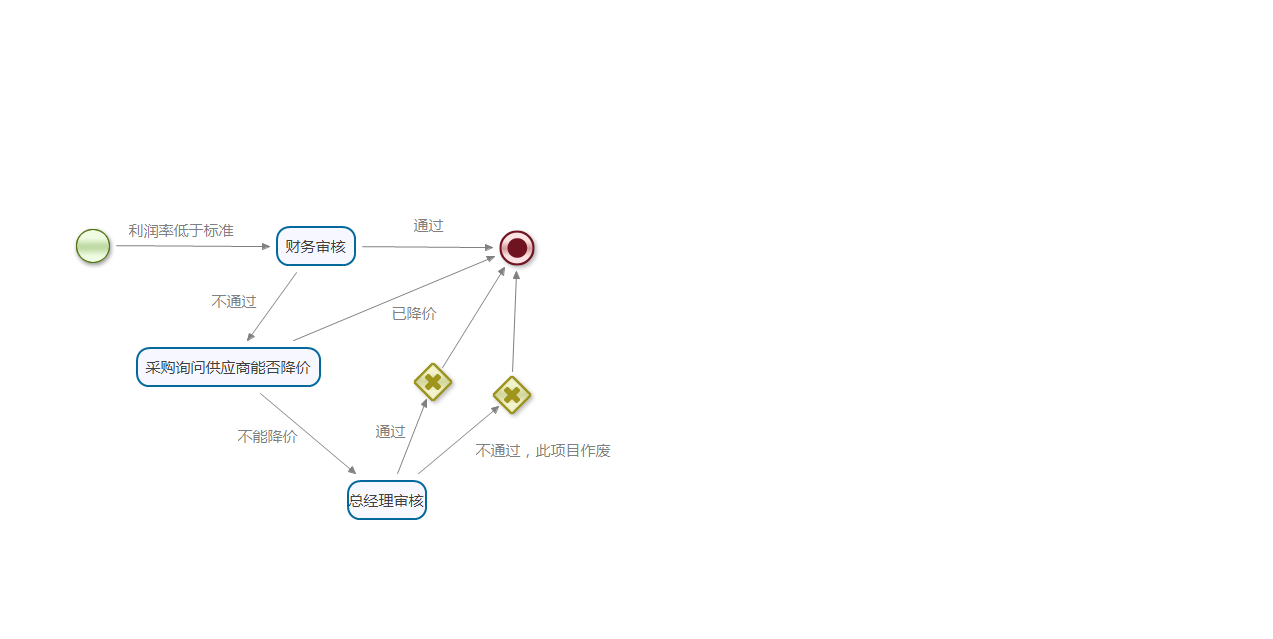 利润率低于标准
财务审核
通过
不通过
已降价
采购询问供应商能否降价
不能降价
通过
不通过，此项目作废
总经理审核